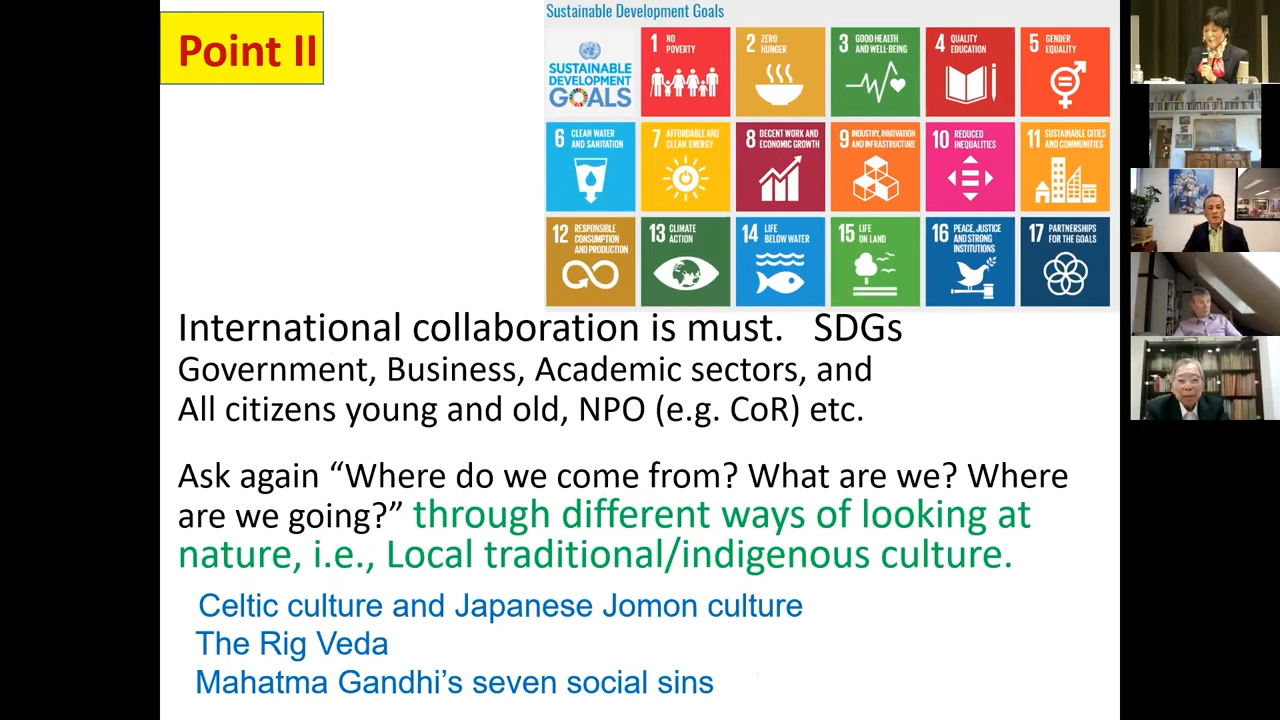 Point II
Sustainable Development Goals
SUSTAINABLE
DEVELOPMENT
GOALS
1 NO
POVERTY
2 ZERO
HUNGER
3 GOOD HEALTH
AND WELL-BEING
4 QUALITY
EDUCATION
5 GENDER
EQUALITY
6 CLEAN WATER
AND SANITATION
7 AFFORDABLE AND
CLEAN ENERGY
8 DECENT WORK AND
ECONOMIC GROWTH
9 INDUSTRY, INNOVATION
AND INFRASTRUCTURE
10 REDUCED
INEQUALITIES
11 SUSTAINABLE CITIES
AND COMMUNITIES
12 RESPONSIBLE
CONSUMPTION
AND PRODUCTION
13 CLIMATE
ACTION
14 LIFE
BELOW WATER
15 LIFE
ON LAND
16 PEACE, JUSTICE
AND STRONG
INSTITUTIONS
17 PARTNERSHIPS
FOR THE GOALS
International collaboration is must. SDGs
Government, Business, Academic sectors, and
All citizens young and old, NPO (e.g. CoR) etc.
Ask again “Where do we come from? What are we? Where
are we going?” through different ways of looking at
nature, i.e., Local traditional/indigenous culture.
Celtic culture and Japanese Jomon culture
The Rig Veda
Mahatma Gandhi’s seven social sins